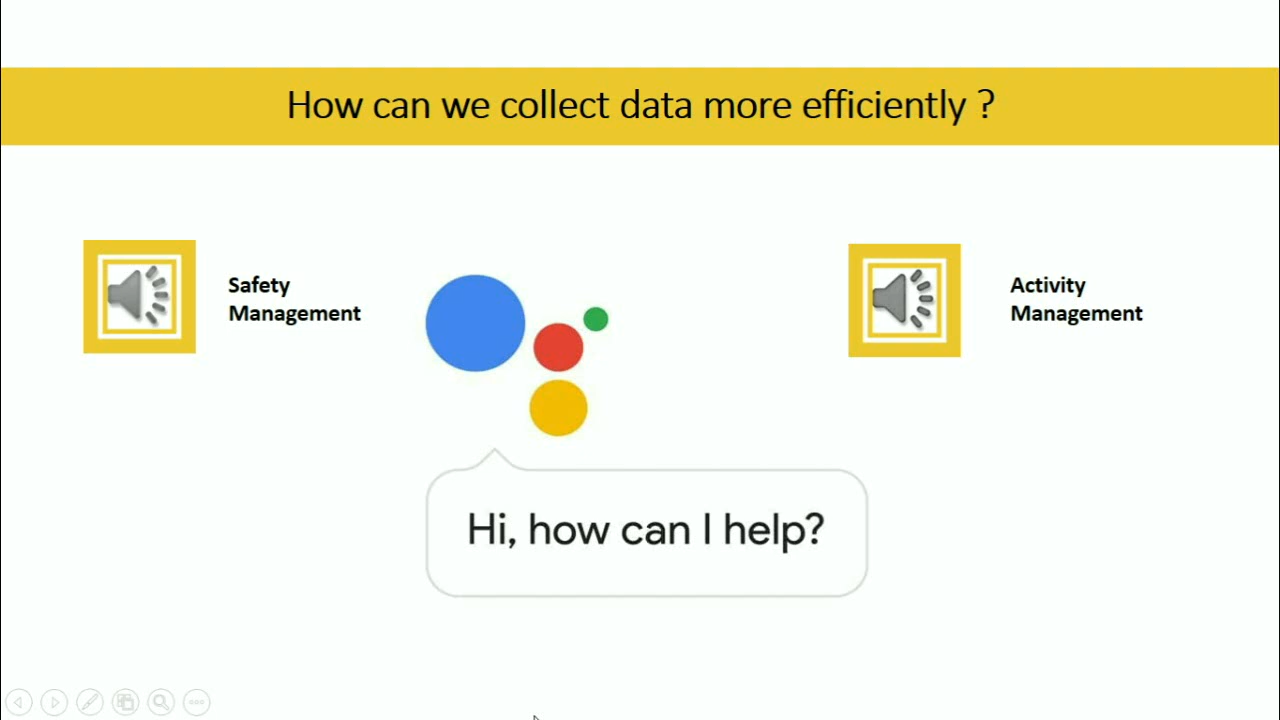 How can we collect data more efficiently ?
Safety
Management
Activity
Management
Hi, how can I help?